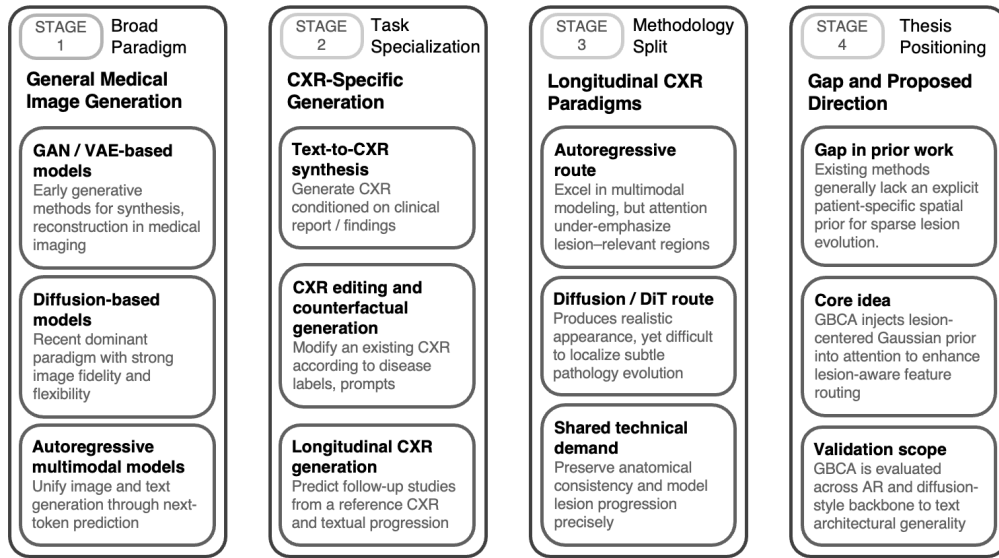 STAGE
1
Broad
Paradigm
General Medical
Image Generation
GAN / VAE-based
models
Early generative
methods for synthesis,
reconstruction in medical
imaging
Diffusion-based
models
Recent dominant
paradigm with strong
image fidelity and
flexibility
Autoregressive
multimodal models
Unify image and text
generation through next-
token prediction
STAGE
2
Task
Specialization
CXR-Specific
Generation
Text-to-CXR
synthesis
Generate CXR
conditioned on clinical
report / findings
CXR editing and
counterfactual
generation
Modify an existing CXR
according to disease
labels, prompts
Longitudinal CXR
generation
Predict follow-up studies
from a reference CXR
and textual progression
STAGE
3
Methodology
Split
Longitudinal CXR
Paradigms
Autoregressive
route
Excel in multimodal
modeling, but attention
under-emphasize
lesion–relevant regions
Diffusion / DiT route
Produces realistic
appearance, yet difficult
to localize subtle
pathology evolution
Shared technical
demand
Preserve anatomical
consistency and model
lesion progression
precisely
STAGE
4
Thesis
Positioning
Gap and Proposed
Direction
Gap in prior work
Existing methods
generally lack an explicit
patient-specific spatial
prior for sparse lesion
evolution.
Core idea
GBCA injects lesion-
centered Gaussian prior
into attention to enhance
lesion-aware feature
routing
Validation scope
GBCA is evaluated
across AR and diffusion-
style backbone to text
architectural generality